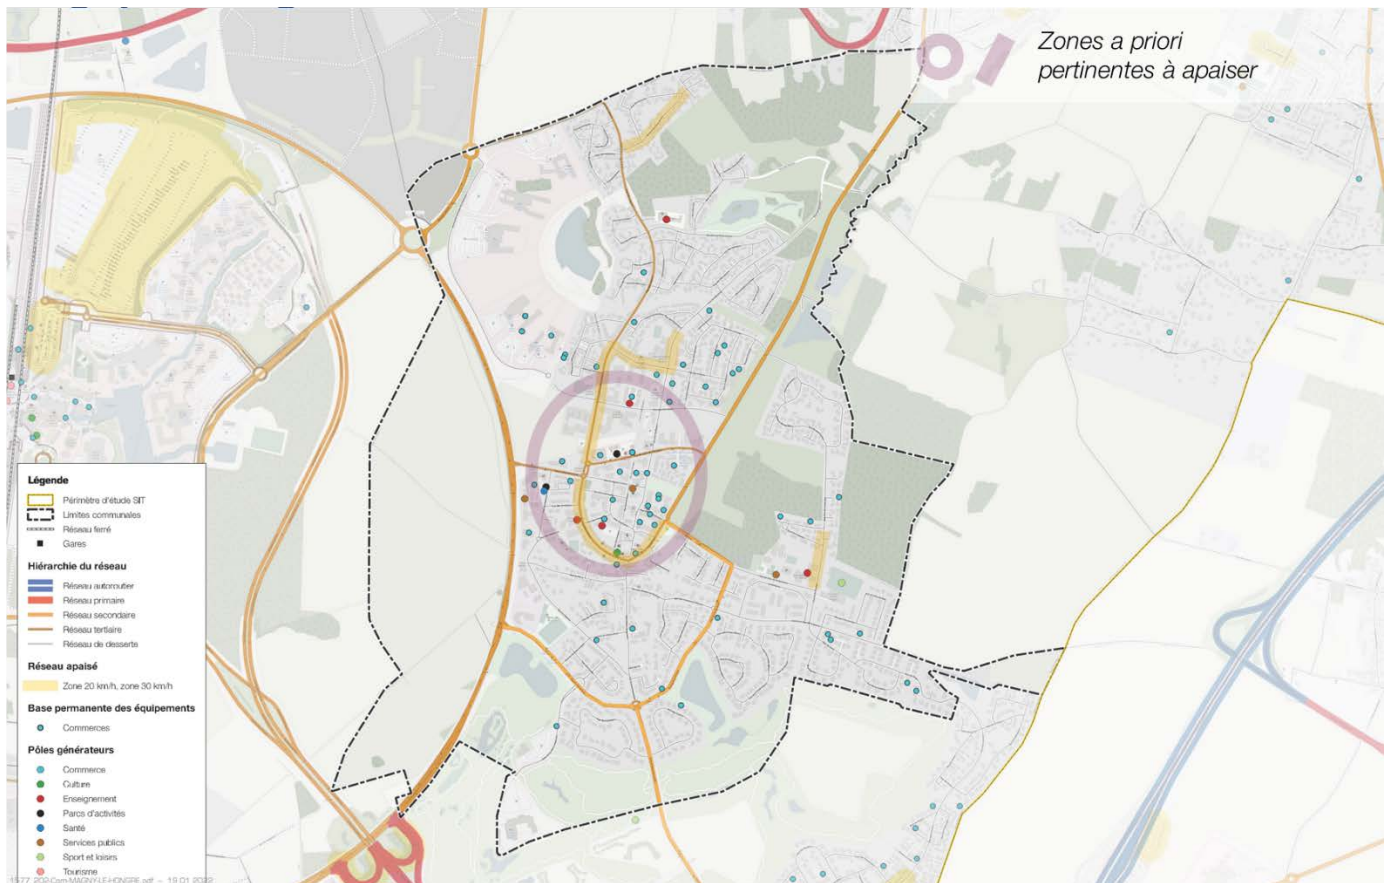 Zones a priori
pertinentes à apaiser
Légende
Périmètre d'étude SIT
Limites communales
Réseau ferré
Gares
Hiérarchie du réseau
Réseau autoroutier
Réseau primaire
Réseau secondaire
Réseau tertiaire
Réseau de desserte
Réseau apaisé
Zone 20 km/h, zone 30 km/h
Base permanente des équipements
Commerces
Pôles générateurs
Commerce
Culture
Enseignement
Parcs d'activités
Santé
Services publics
Sport et loisirs
Tourisme